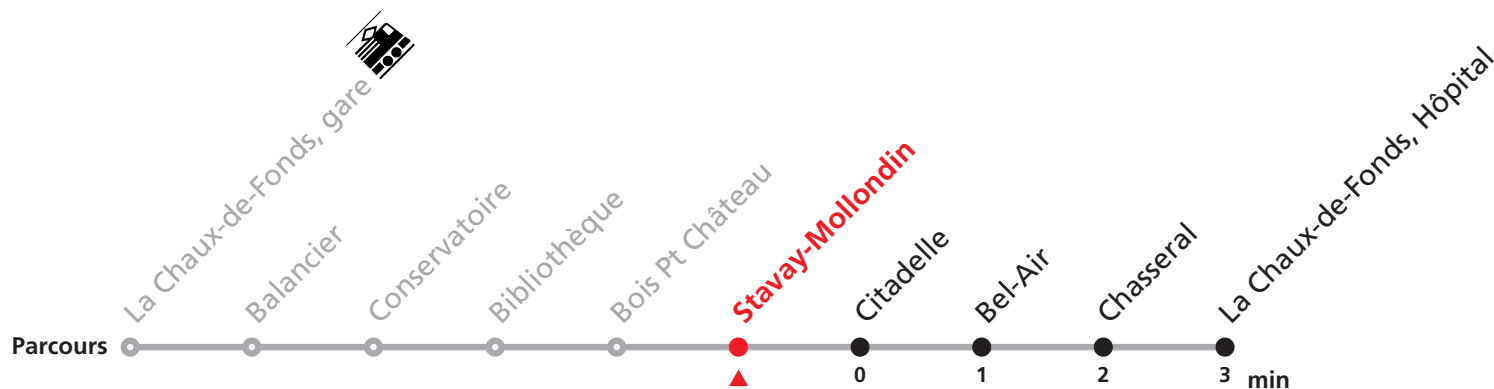 La Chaux-de-Fonds, gare
Balancier
Conservatoire
Bibliothèque
Bois Pt Château
Stavay-Mollondin
Citadelle
Bel-Air
Chasseral
La Chaux-de-Fonds, Hôpital
Parcours
0 1 2 3 min